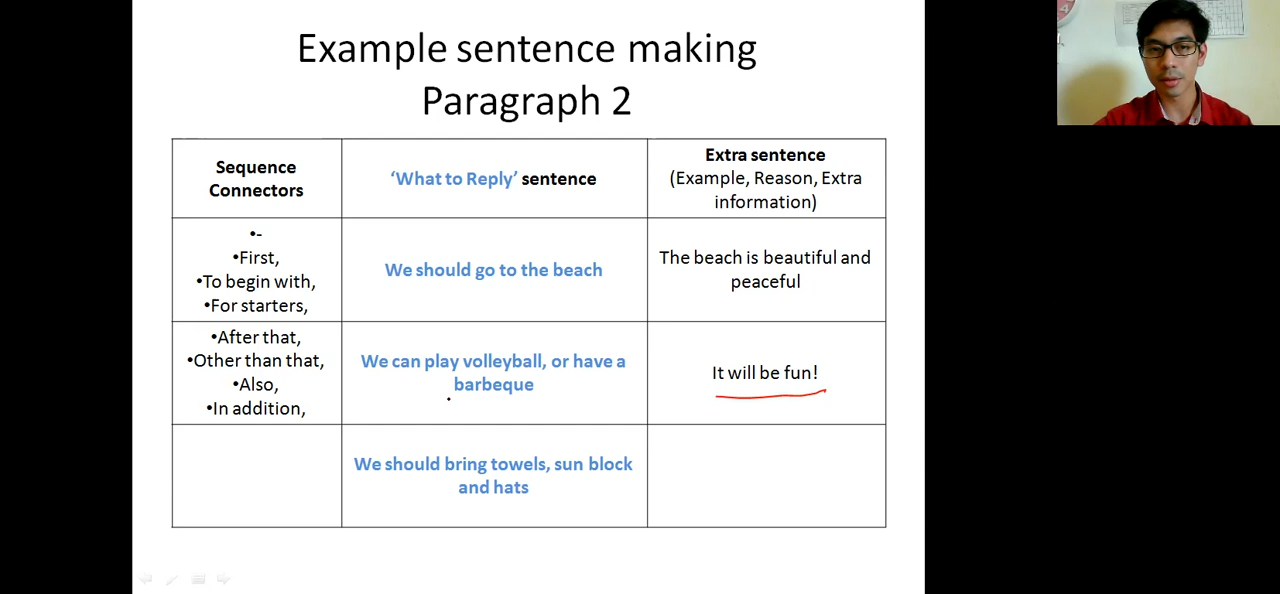 Example sentence making
Paragraph 2
Sequence
Connectors
‘What to Reply’ sentence
Extra sentence
(Example, Reason, Extra
information)
•-
•First,
•To begin with,
•For starters,
We should go to the beach
The beach is beautiful and
peaceful
•After that,
•Other than that,
•Also,
•In addition,
We can play volleyball, or have a
barbeque
It will be fun!
We should bring towels, sun block
and hats